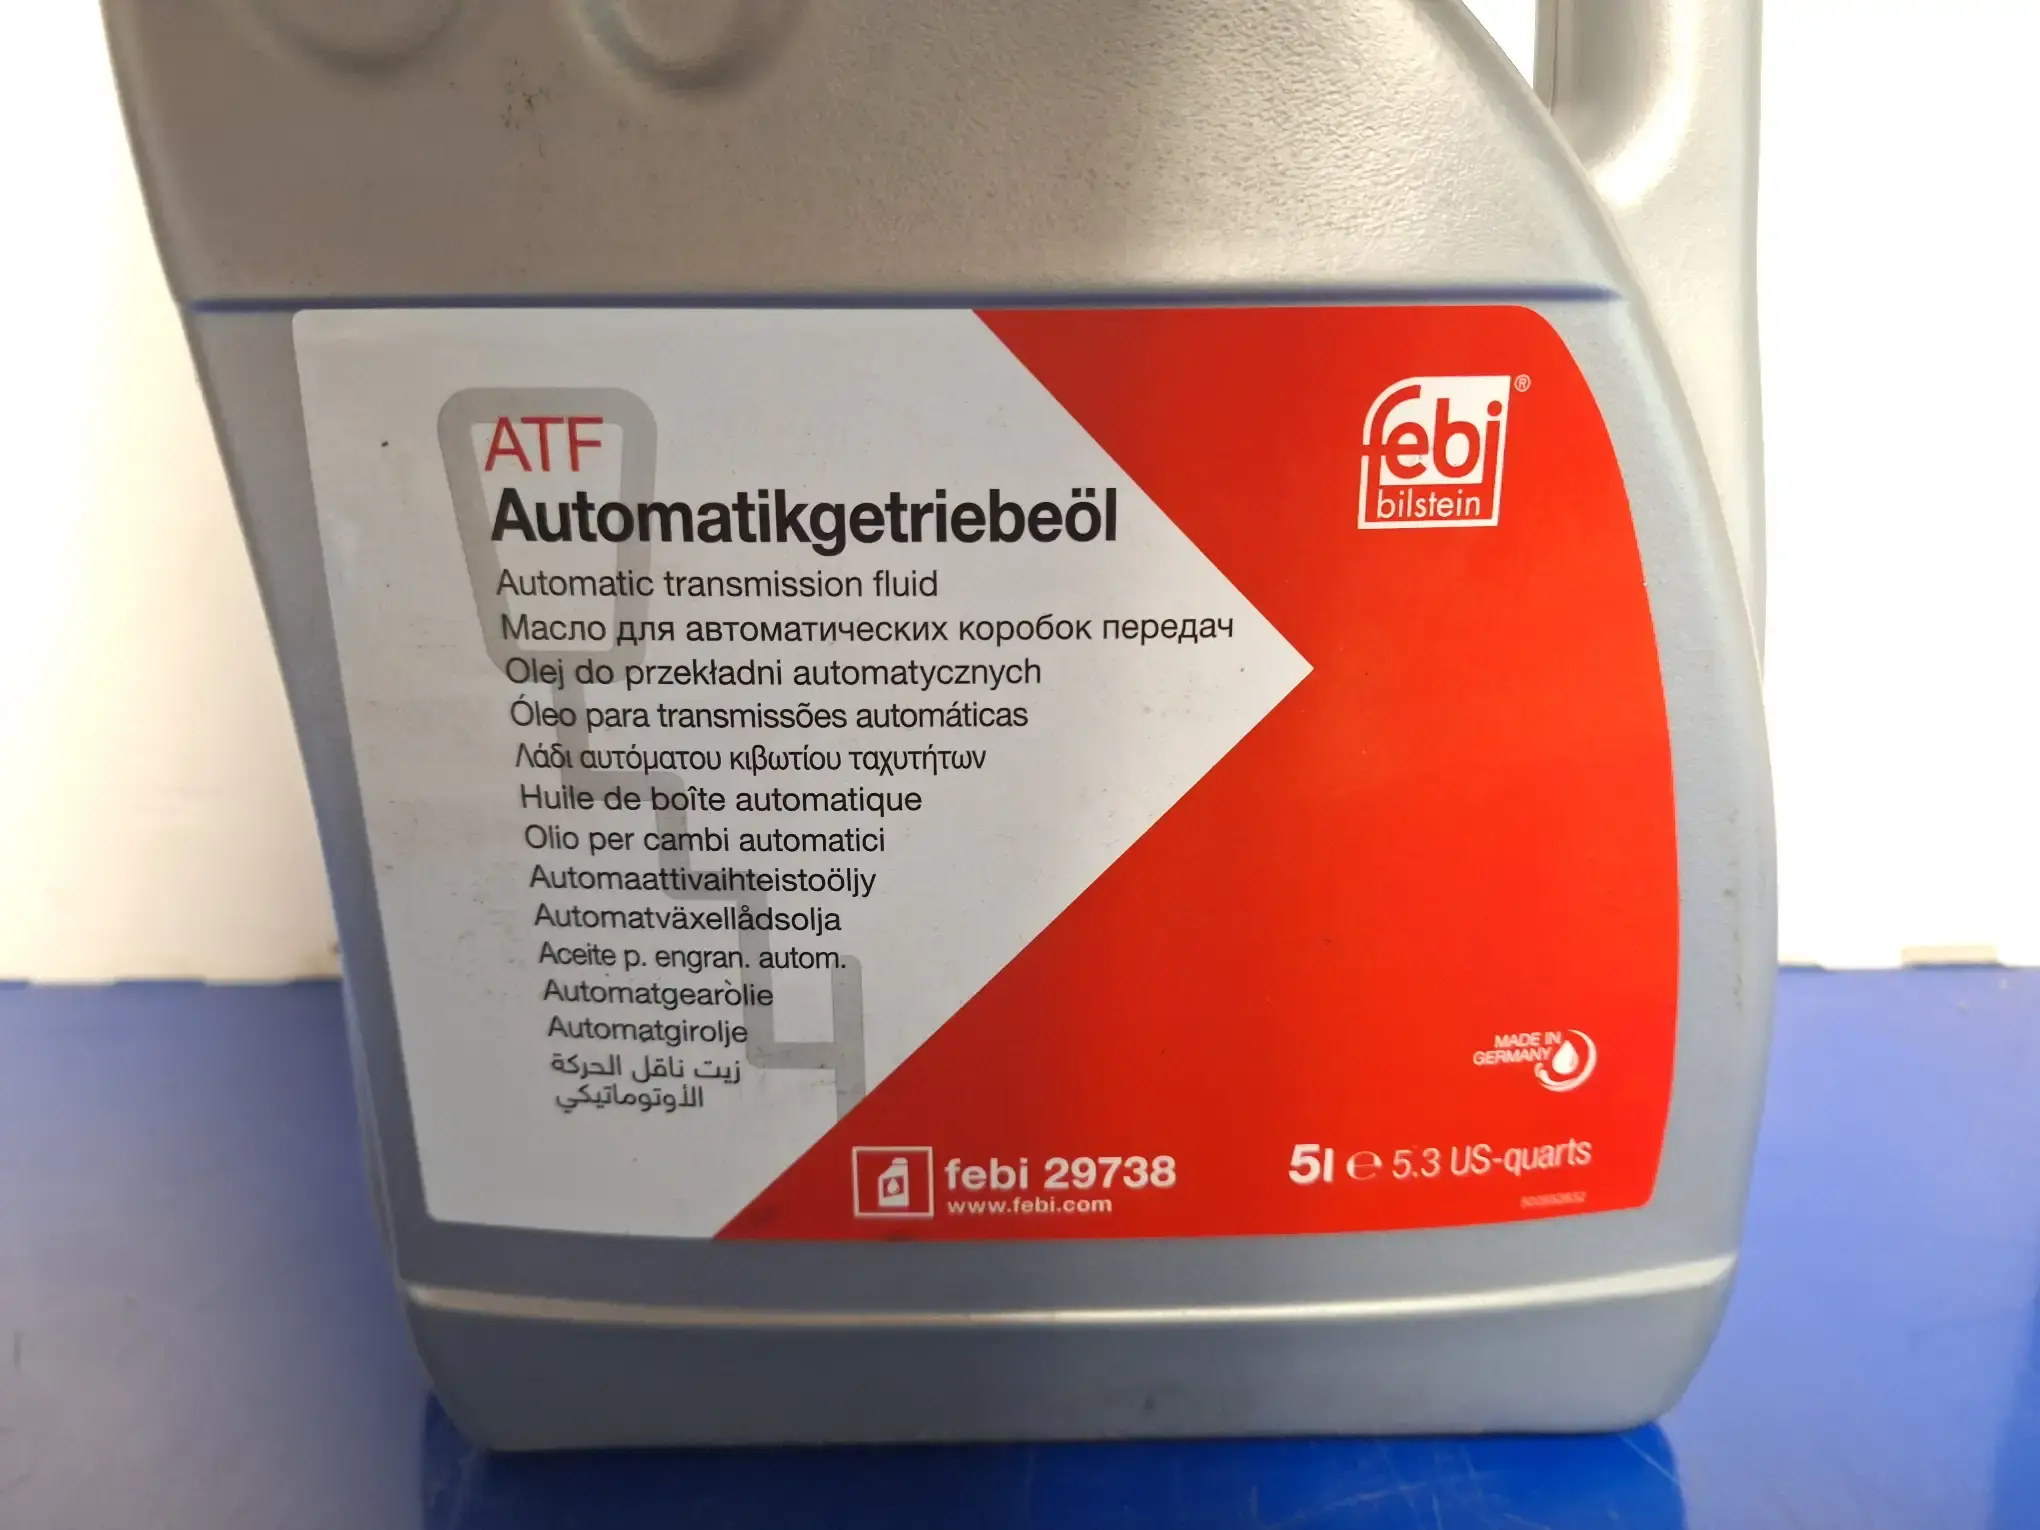 ATF
Automatikgetriebeöl
Automatic transmission fluid
Масло для автоматических коробок передач
Olej do przekładni automatycznych
Óleo para transmissões automáticas
Λάδι αυτόματου κιβωτίου ταχυτήτων
Huile de boîte automatique
Olio per cambi automatici
Automaattivaihteistoöljy
Automatväxellådsolja
Aceite p. engran. autom.
Automatgearòlie
Automatgirolje
زيت ناقل الحركة
الأوتوماتيكي
febi®
bilstein
MADE IN
GERMANY
febi 29738
www.febi.com
5l ℮ 5.3 US-quarts